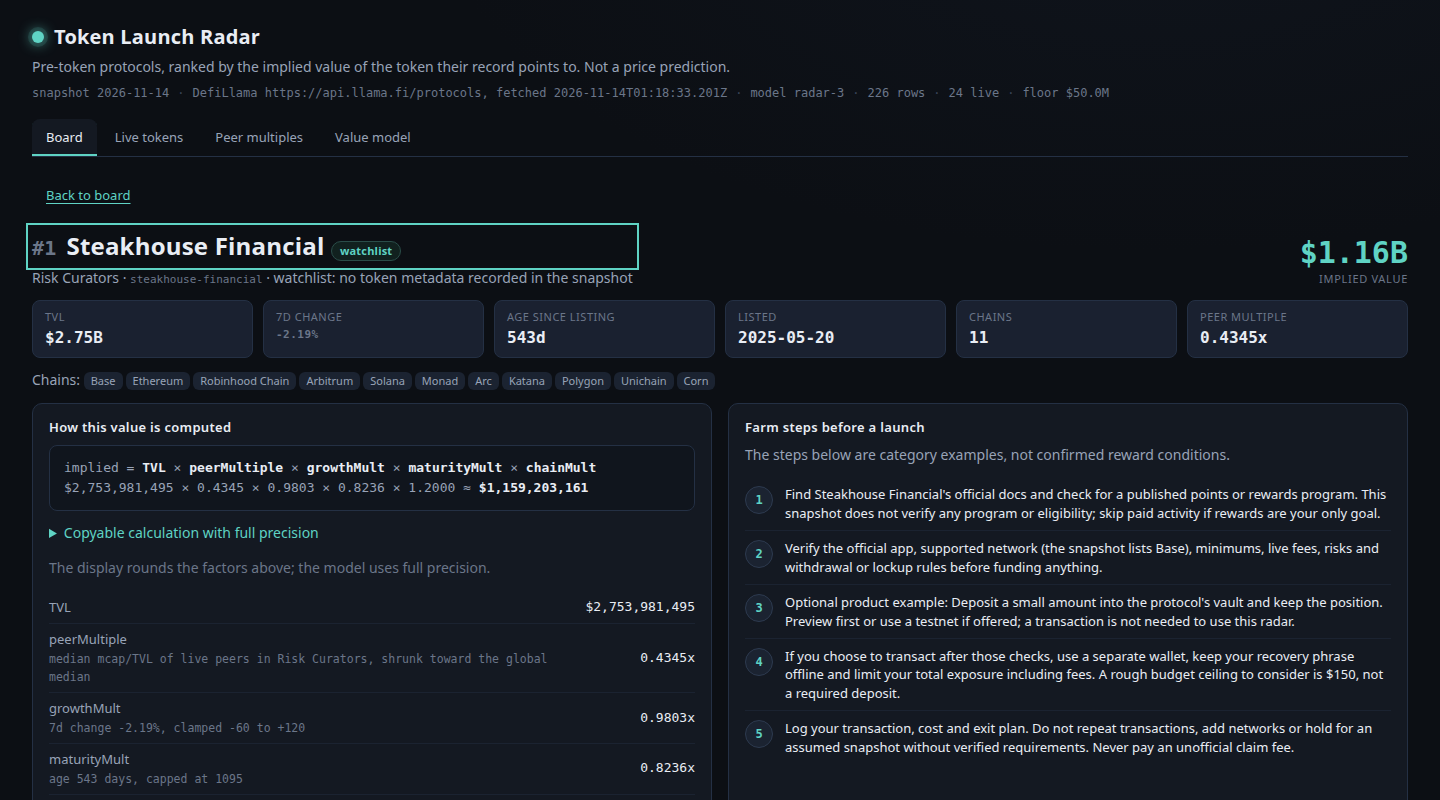 Token Launch Radar
Pre-token protocols, ranked by the implied value of the token their record points to. Not a price prediction.
snapshot 2026-11-14 · DefiLlama https://api.llama.fi/protocols, fetched 2026-11-14T01:18:33.201Z · model radar-3 · 226 rows · 24 live · floor $50.0M
Board Live tokens Peer multiples Value model
Back to board
#1 Steakhouse Financial watchlist
$1.16B
Risk Curators · steakhouse-financial · watchlist: no token metadata recorded in the snapshot
IMPLIED VALUE
TVL
$2.75B
7D CHANGE
-2.19%
AGE SINCE LISTING
543d
LISTED
2025-05-20
CHAINS
11
PEER MULTIPLE
0.4345x
Chains: Base Ethereum Robinhood Chain Arbitrum Solana Monad Arc Katana Polygon Unichain Corn
How this value is computed
implied = TVL × peerMultiple × growthMult × maturityMult × chainMult
$2,753,981,495 × 0.4345 × 0.9803 × 0.8236 × 1.2000 ≈ $1,159,203,161
▶ Copyable calculation with full precision
The display rounds the factors above; the model uses full precision.
TVL
$2,753,981,495
peerMultiple
median mcap/TVL of live peers in Risk Curators, shrunk toward the global
median
0.4345x
growthMult
7d change -2.19%, clamped -60 to +120
0.9803x
maturityMult
age 543 days, capped at 1095
0.8236x
Farm steps before a launch
The steps below are category examples, not confirmed reward conditions.
1
Find Steakhouse Financial's official docs and check for a published points or rewards program. This
snapshot does not verify any program or eligibility; skip paid activity if rewards are your only goal.
2
Verify the official app, supported network (the snapshot lists Base), minimums, live fees, risks and
withdrawal or lockup rules before funding anything.
3
Optional product example: Deposit a small amount into the protocol's vault and keep the position.
Preview first or use a testnet if offered; a transaction is not needed to use this radar.
4
If you choose to transact after those checks, use a separate wallet, keep your recovery phrase
offline and limit your total exposure including fees. A rough budget ceiling to consider is $150, not
a required deposit.
5
Log your transaction, cost and exit plan. Do not repeat transactions, add networks or hold for an
assumed snapshot without verified requirements. Never pay an unofficial claim fee.